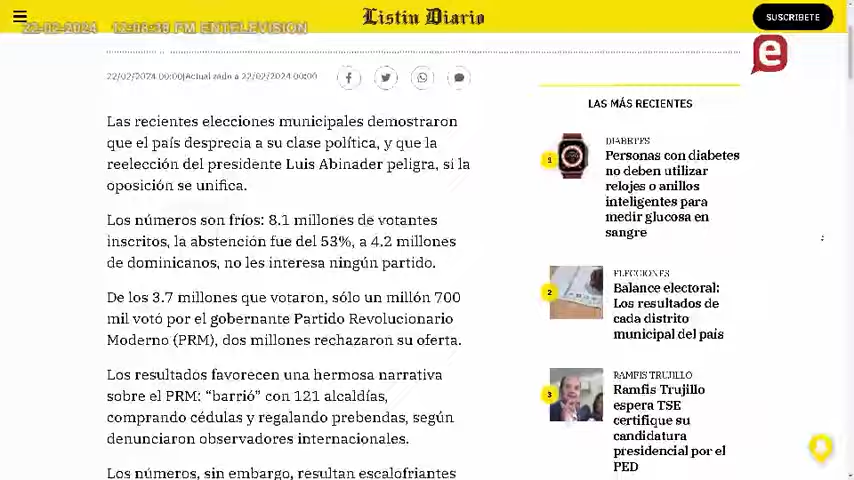 Listin Diario
SUSCRÍBETE
22-02-2024 12:08:38 PM ENTELEVISION
e
22/02/2024 00:00|Actualizado a 22/02/2024 00:00
Las recientes elecciones municipales demostraron
que el país desprecia a su clase política, y que la
reelección del presidente Luis Abinader peligra, si la
oposición se unifica.
Los números son fríos: 8.1 millones de votantes
inscritos, la abstención fue del 53%, a 4.2 millones
de dominicanos, no les interesa ningún partido.
De los 3.7 millones que votaron, sólo un millón 700
mil votó por el gobernante Partido Revolucionario
Moderno (PRM), dos millones rechazaron su oferta.
Los resultados favorecen una hermosa narrativa
sobre el PRM: “barrió” con 121 alcaldías,
comprando cédulas y regalando prebendas, según
denunciaron observadores internacionales.
Los números, sin embargo, resultan escalofriantes
LAS MÁS RECIENTES
1
DIABETES
Personas con diabetes
no deben utilizar
relojes o anillos
inteligentes para
medir glucosa en
sangre
2
ELECCIONES
Balance electoral:
Los resultados de
cada distrito
municipal del país
3
RAMFIS TRUJILLO
Ramfis Trujillo
espera TSE
certifique su
candidatura
presidencial por el
PED